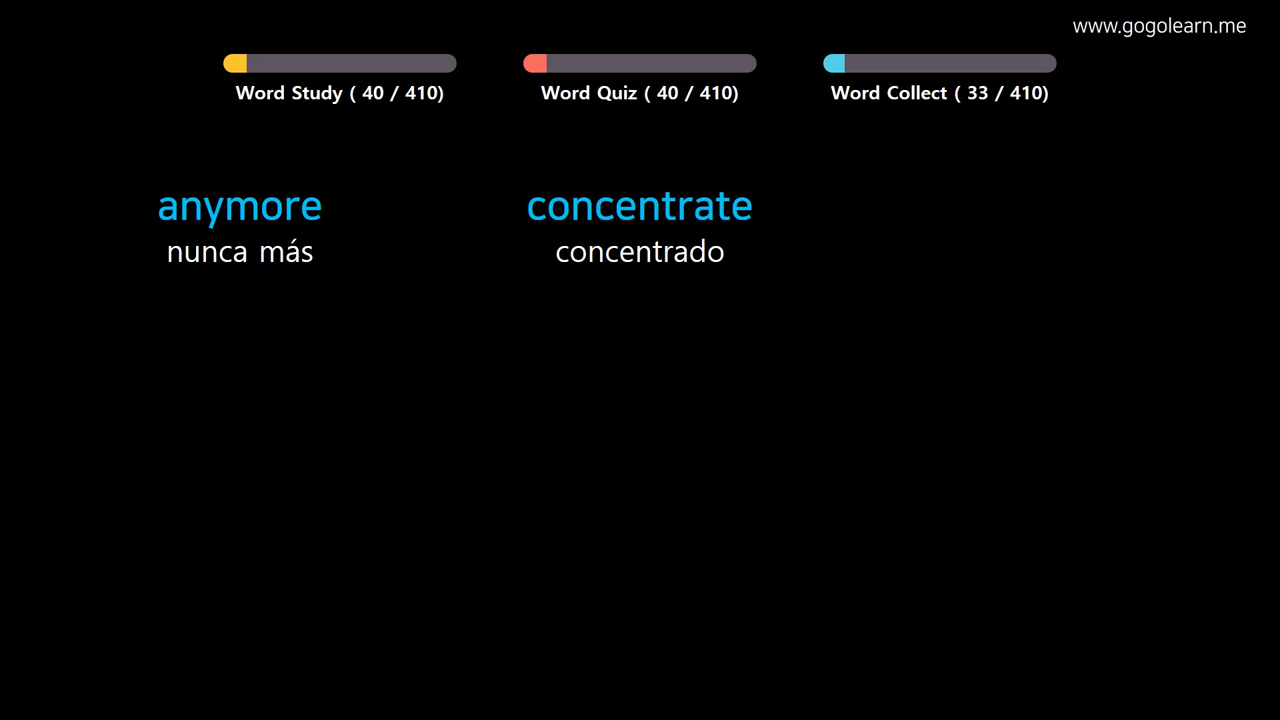 www.gogolearn.me
Word Study ( 40 / 410)
Word Quiz ( 40 / 410)
Word Collect ( 33 / 410)
anymore
nunca más
concentrate
concentrado